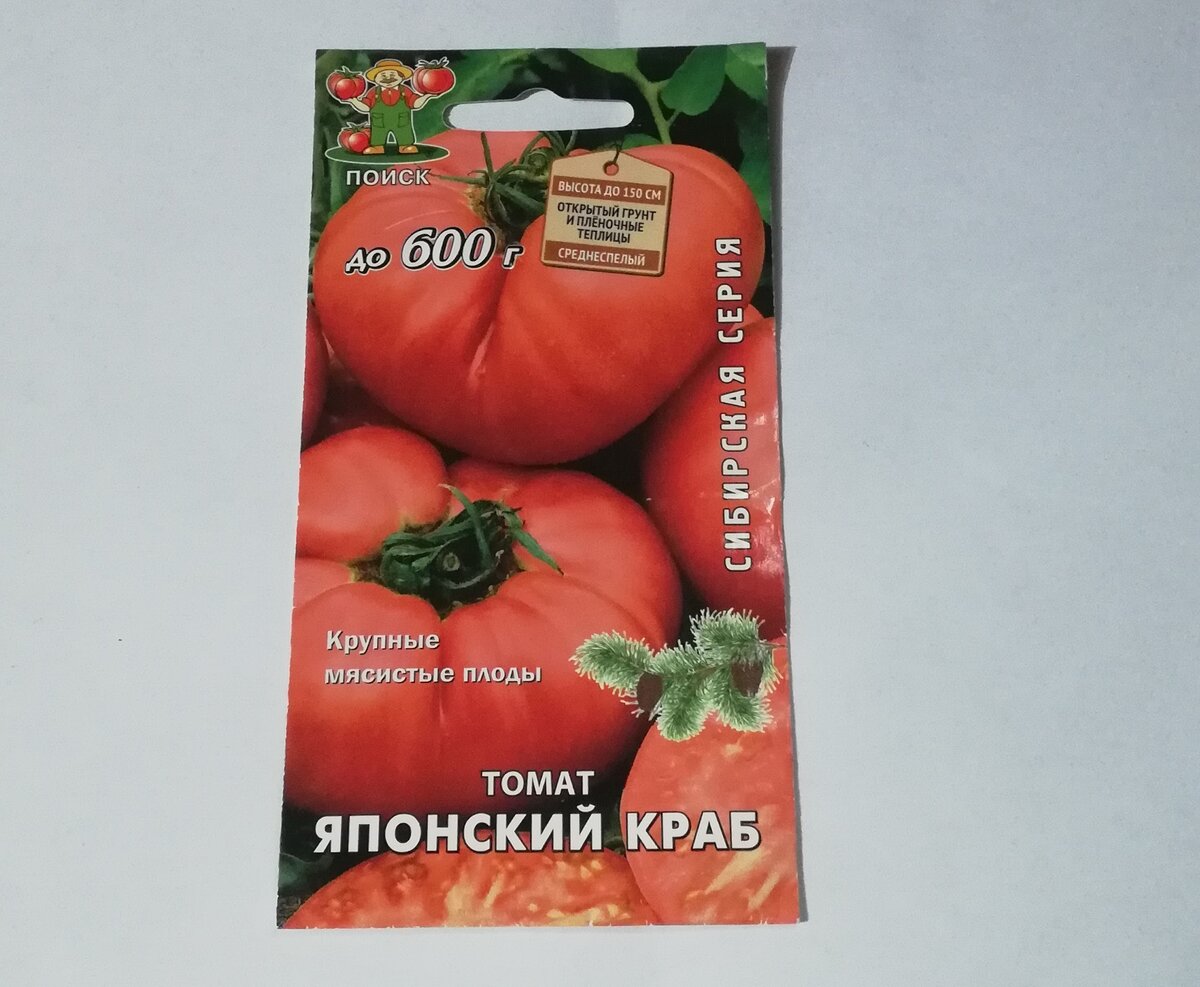 ПОИСК
до 600 г
ВЫСОТА ДО 150 СМ
ОТКРЫТЫЙ ГРУНТ
И ПЛЁНОЧНЫЕ
ТЕПЛИЦЫ
СРЕДНЕСПЕЛЫЙ
СИБИРСКАЯ СЕРИЯ
Крупные
мясистые плоды
ТОМАТ
ЯПОНСКИЙ КРАБ